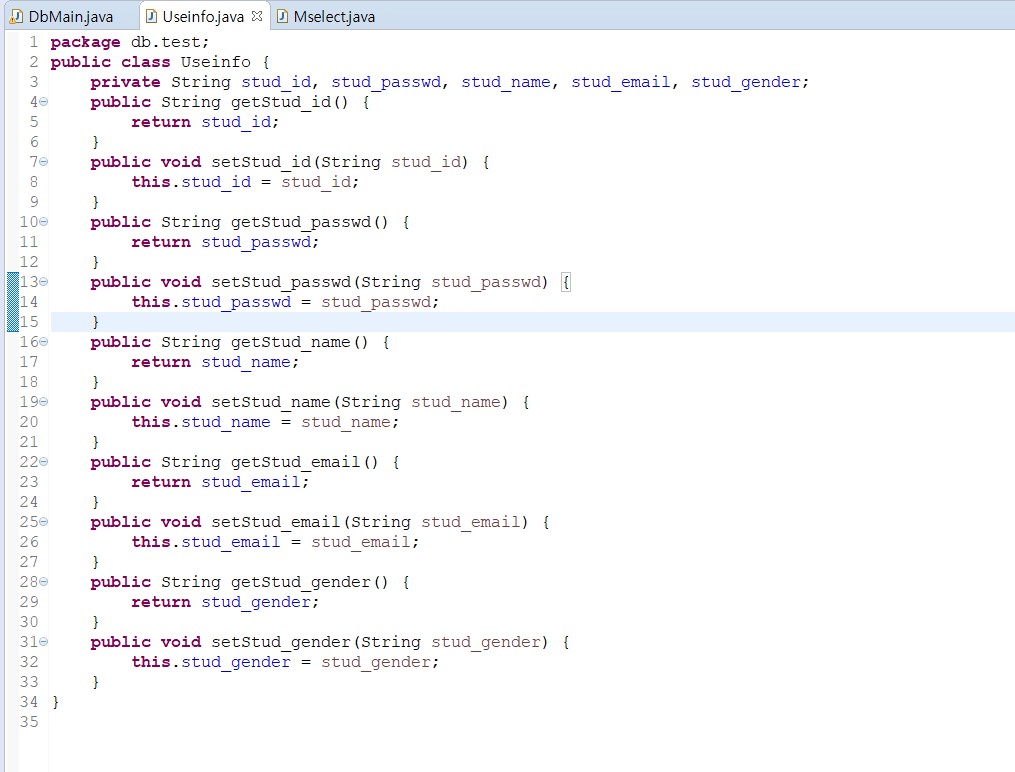 DbMain.java Useinfo.java Mselect.java
1 package db.test;
2 public class Useinfo {
3     private String stud_id, stud_passwd, stud_name, stud_email, stud_gender;
4     public String getStud_id() {
5         return stud_id;
6     }
7     public void setStud_id(String stud_id) {
8         this.stud_id = stud_id;
9     }
10     public String getStud_passwd() {
11         return stud_passwd;
12     }
13     public void setStud_passwd(String stud_passwd) {
14         this.stud_passwd = stud_passwd;
15     }
16     public String getStud_name() {
17         return stud_name;
18     }
19     public void setStud_name(String stud_name) {
20         this.stud_name = stud_name;
21     }
22     public String getStud_email() {
23         return stud_email;
24     }
25     public void setStud_email(String stud_email) {
26         this.stud_email = stud_email;
27     }
28     public String getStud_gender() {
29         return stud_gender;
30     }
31     public void setStud_gender(String stud_gender) {
32         this.stud_gender = stud_gender;
33     }
34 }
35